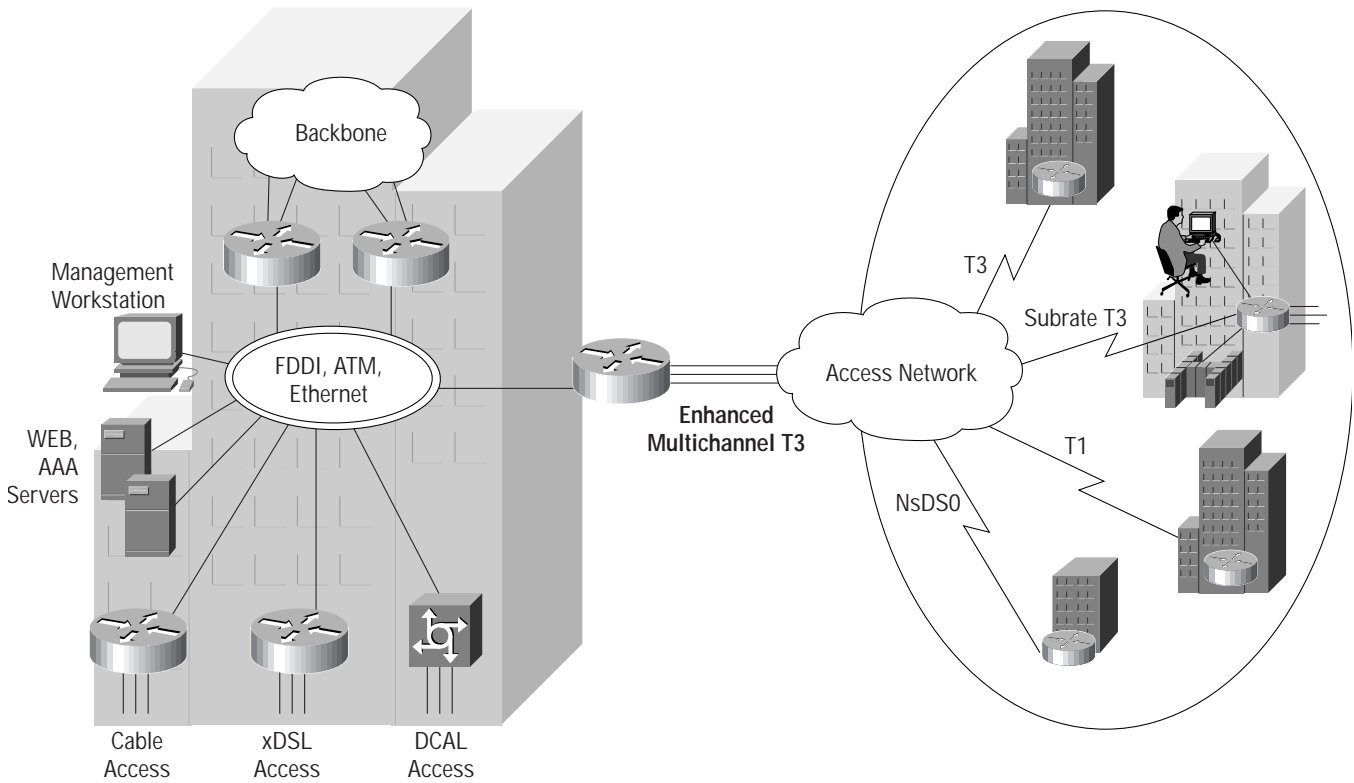 Backbone
Management
Workstation
FDDI, ATM,
Ethernet
WEB,
AAA
Servers
Cable
Access
xDSL
Access
DCAL
Access
Enhanced
Multichannel T3
Access Network
T3
Subrate T3
T1
NsDS0